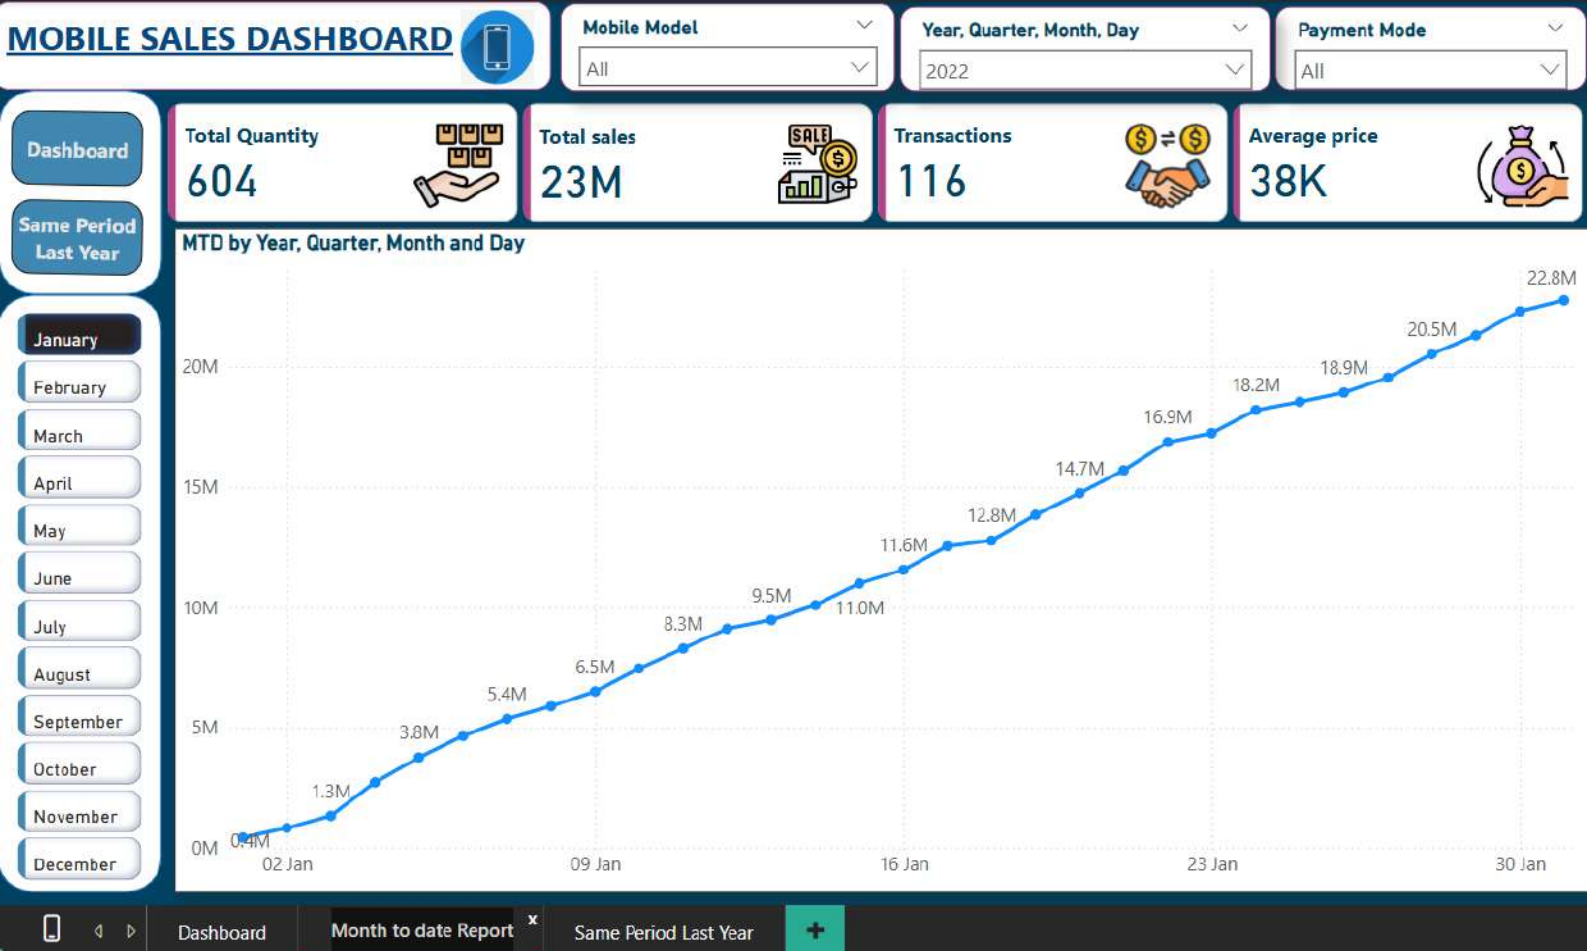 MOBILE SALES DASHBOARD
Mobile Model
All
Year, Quarter, Month, Day
2022
Payment Mode
All
Dashboard
Same Period
Last Year
Total Quantity
604
Total sales
23M
SALE
Transactions
116
Average price
38K
January
February
March
April
May
June
July
August
September
October
November
December
MTD by Year, Quarter, Month and Day
20M
15M
10M
5M
0M
0.4M
1.3M
3.8M
5.4M
6.5M
8.3M
9.5M
11.0M
11.6M
12.8M
14.7M
16.9M
18.2M
18.9M
20.5M
22.8M
02 Jan
09 Jan
16 Jan
23 Jan
30 Jan
Dashboard
Month to date Report
x
Same Period Last Year
+